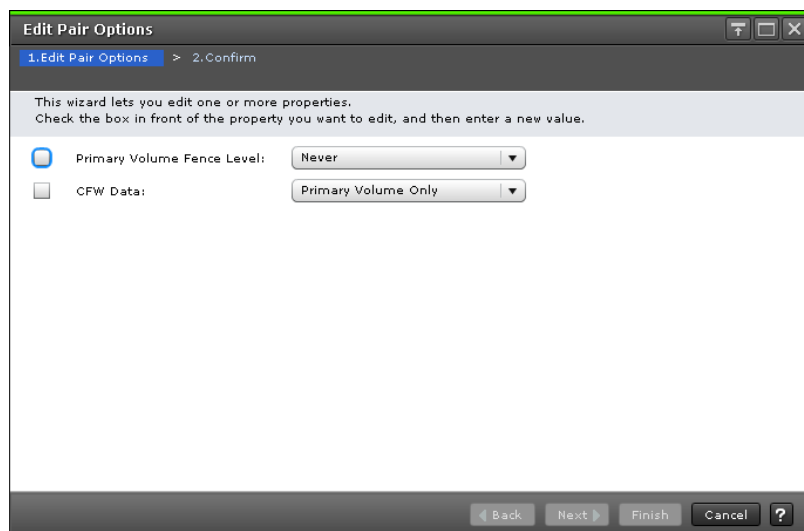 Edit Pair Options
1.Edit Pair Options > 2.Confirm
This wizard lets you edit one or more properties.
Check the box in front of the property you want to edit, and then enter a new value.
Primary Volume Fence Level: Never
CFW Data: Primary Volume Only
Back Next Finish Cancel ?